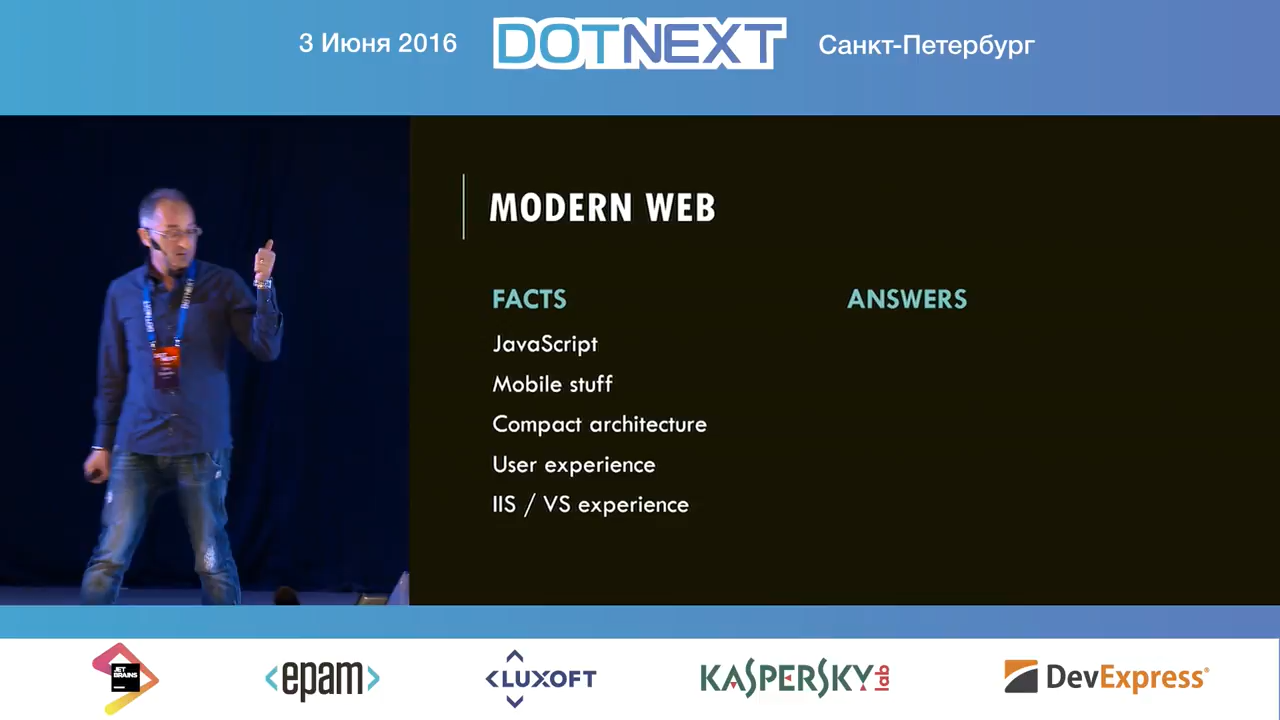 3 Июня 2016
DOTNEXT
Санкт-Петербург
MODERN WEB
FACTS
ANSWERS
JavaScript
Mobile stuff
Compact architecture
User experience
IIS / VS experience
JET BRAINS
<epam>
LUXOFT
KASPERSKY lab
DevExpress®